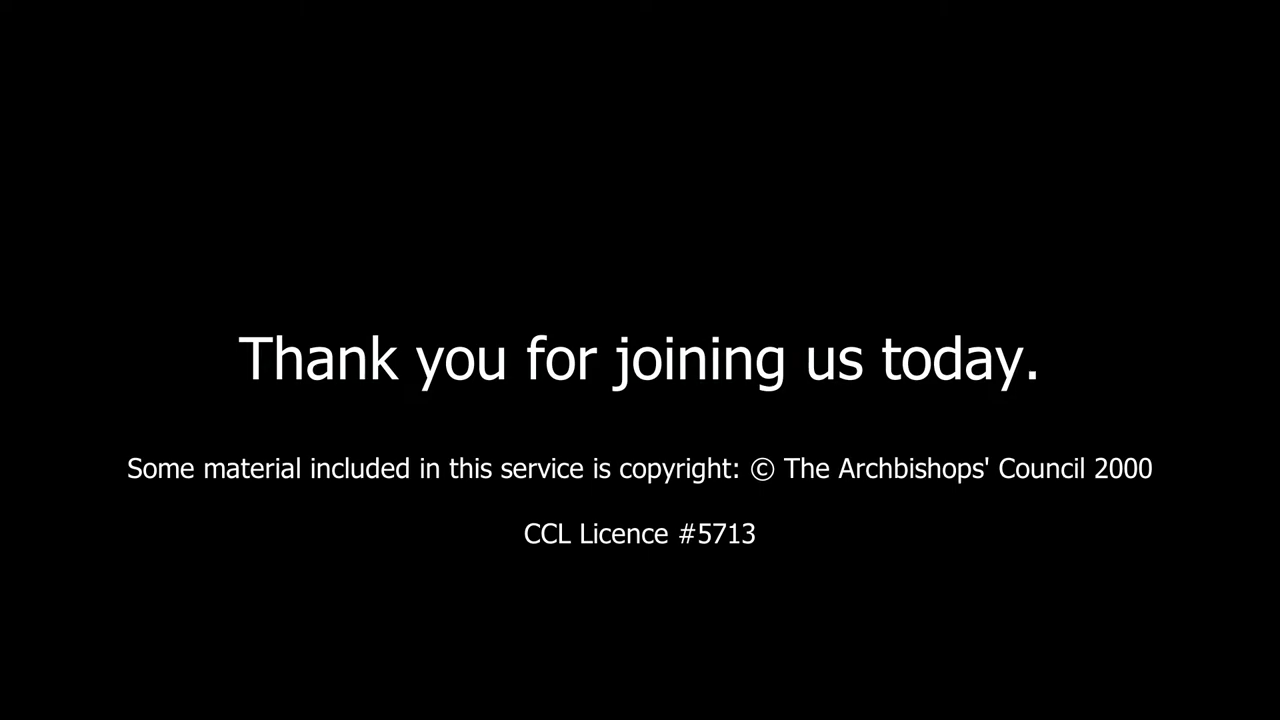 Thank you for joining us today.
Some material included in this service is copyright: © The Archbishops' Council 2000
CCL Licence #5713